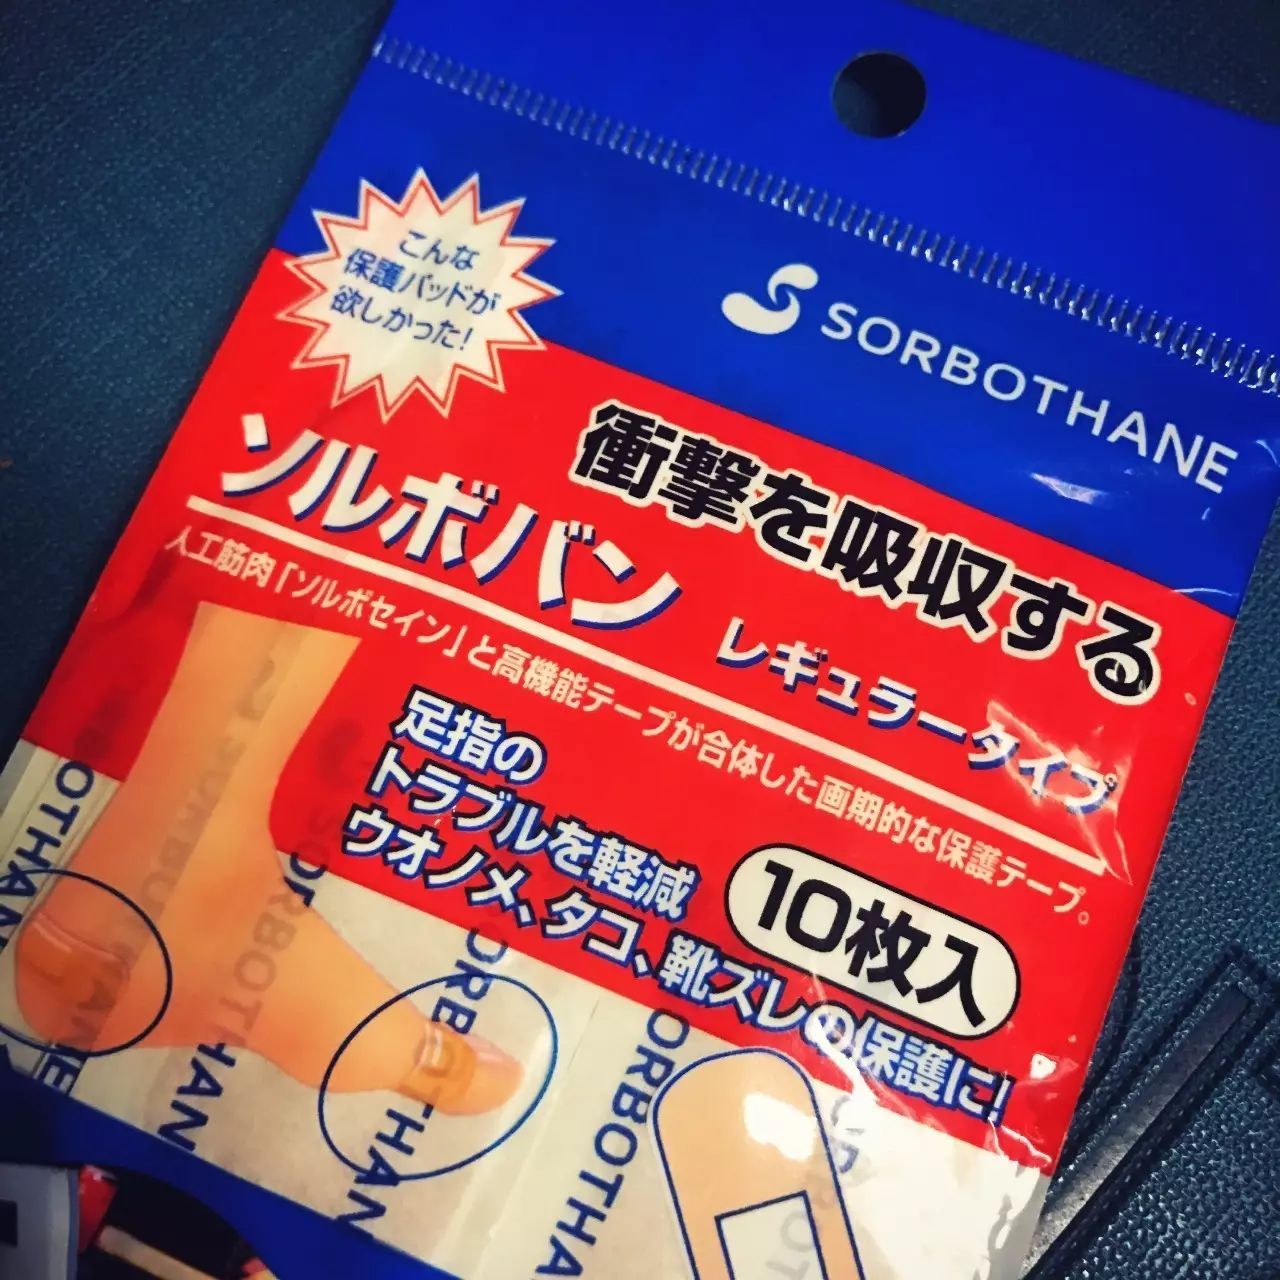 SORBOTHANE
こんな
保護パッドが
欲しかった!
衝撃を吸収する
ソルボバン レギュラータイプ
人工筋肉「ソルボセイン」と高機能テープが合体した画期的な保護テープ。
足指の
トラブルを軽減
ウオノメ、タコ、靴ズレの保護に!
10枚入
SORBOTHANE
SORBOTHAN
SORBOTHAN